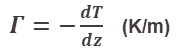 Γ = − dT/dz (K/m)